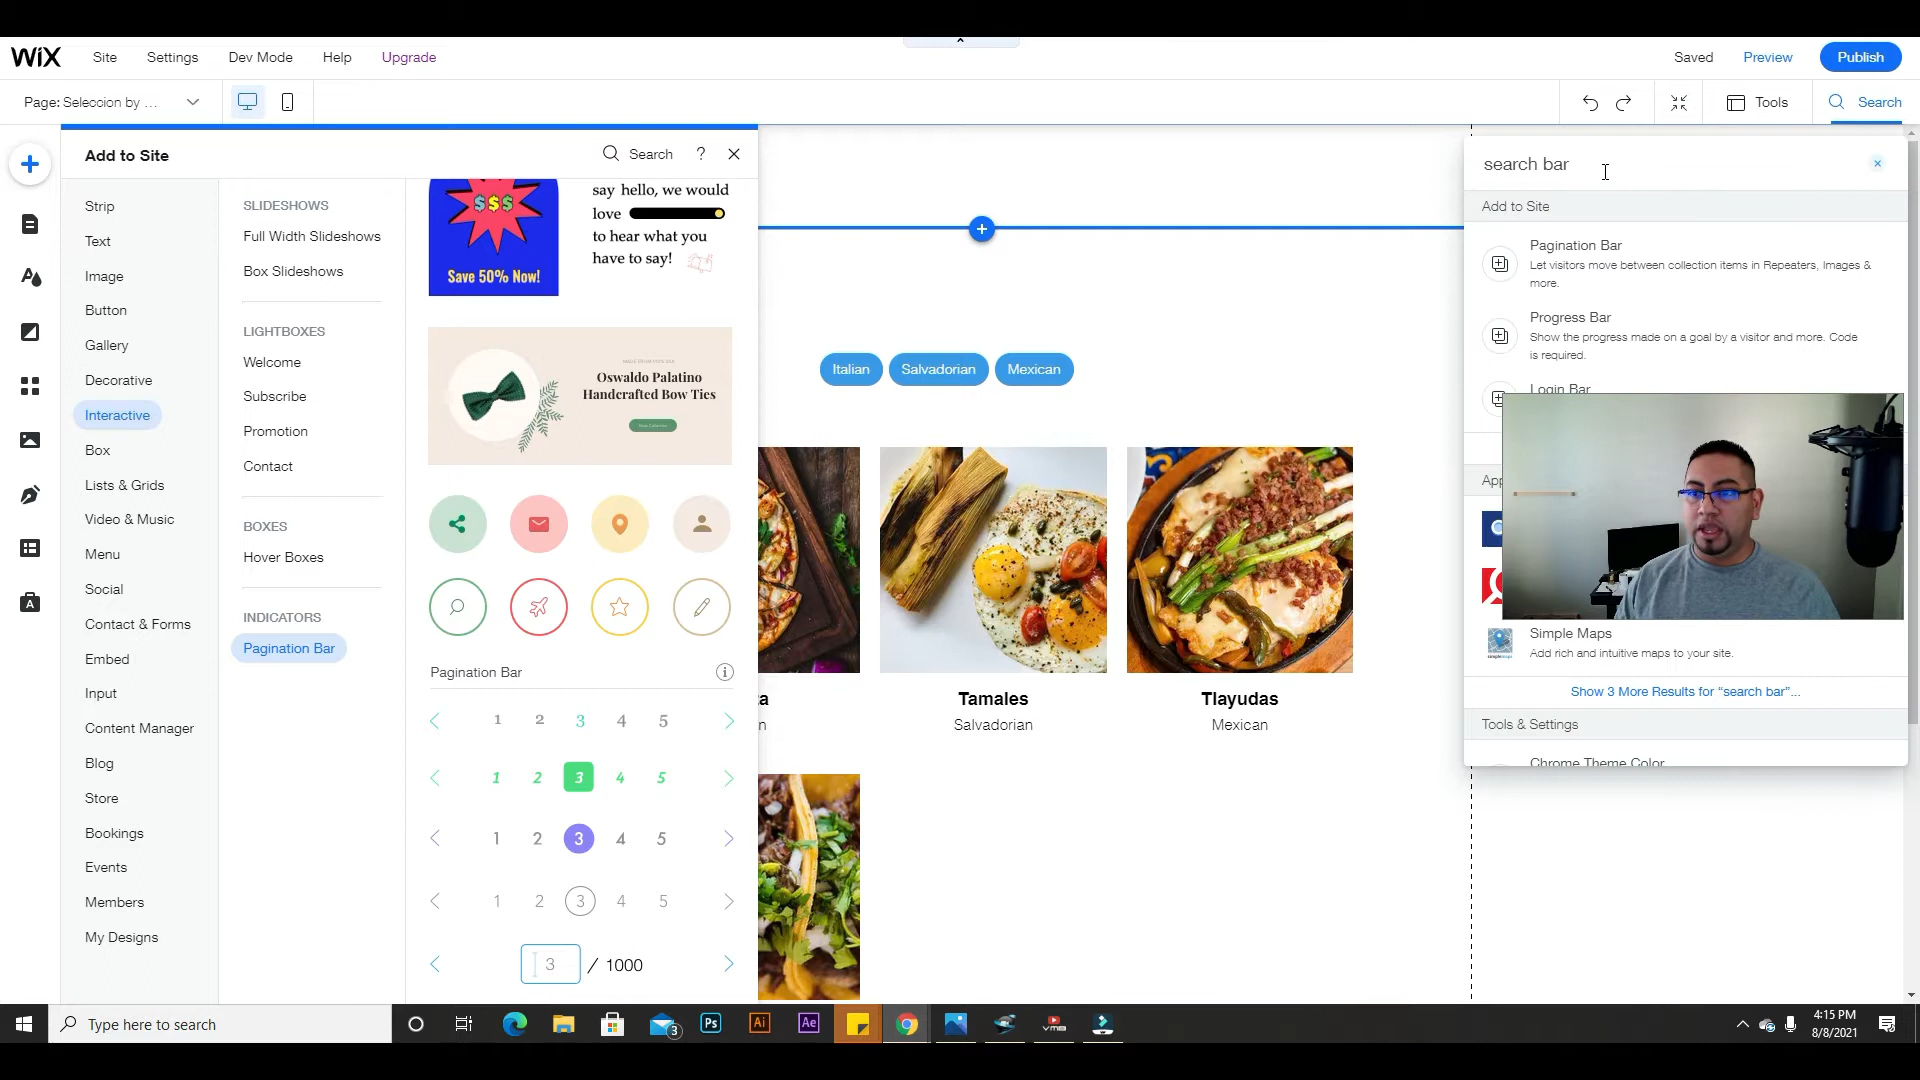 WiX
Site
Settings
Dev Mode
Help
Upgrade
Saved
Preview
Publish
Page: Seleccion by ...
Tools
Search
Add to Site
Search
?
Strip
Text
Image
Button
Gallery
Decorative
Interactive
Box
Lists & Grids
Video & Music
Menu
Social
Contact & Forms
Embed
Input
Content Manager
Blog
Store
Bookings
Events
Members
My Designs
SLIDESHOWS
Full Width Slideshows
Box Slideshows
LIGHTBOXES
Welcome
Subscribe
Promotion
Contact
BOXES
Hover Boxes
INDICATORS
Pagination Bar
$$$
Save 50% Now!
say hello, we would
love
to hear what you
have to say!
Oswaldo Palatino
Handcrafted Bow Ties
Pagination Bar
1 2 3 4 5
1 2 3 4 5
1 2 3 4 5
1 2 3 4 5
3 / 1000
Italian
Salvadorian
Mexican
Tamales
Salvadorian
Tlayudas
Mexican
search bar
Add to Site
Pagination Bar
Let visitors move between collection items in Repeaters, Images &
more.
Progress Bar
Show the progress made on a goal by a visitor and more. Code
is required.
Login Bar
Simple Maps
Add rich and intuitive maps to your site.
Show 3 More Results for “search bar”...
Tools & Settings
Chrome Theme Color
Type here to search
3
Ps
Ai
Ae
VMB
4:15 PM
8/8/2021